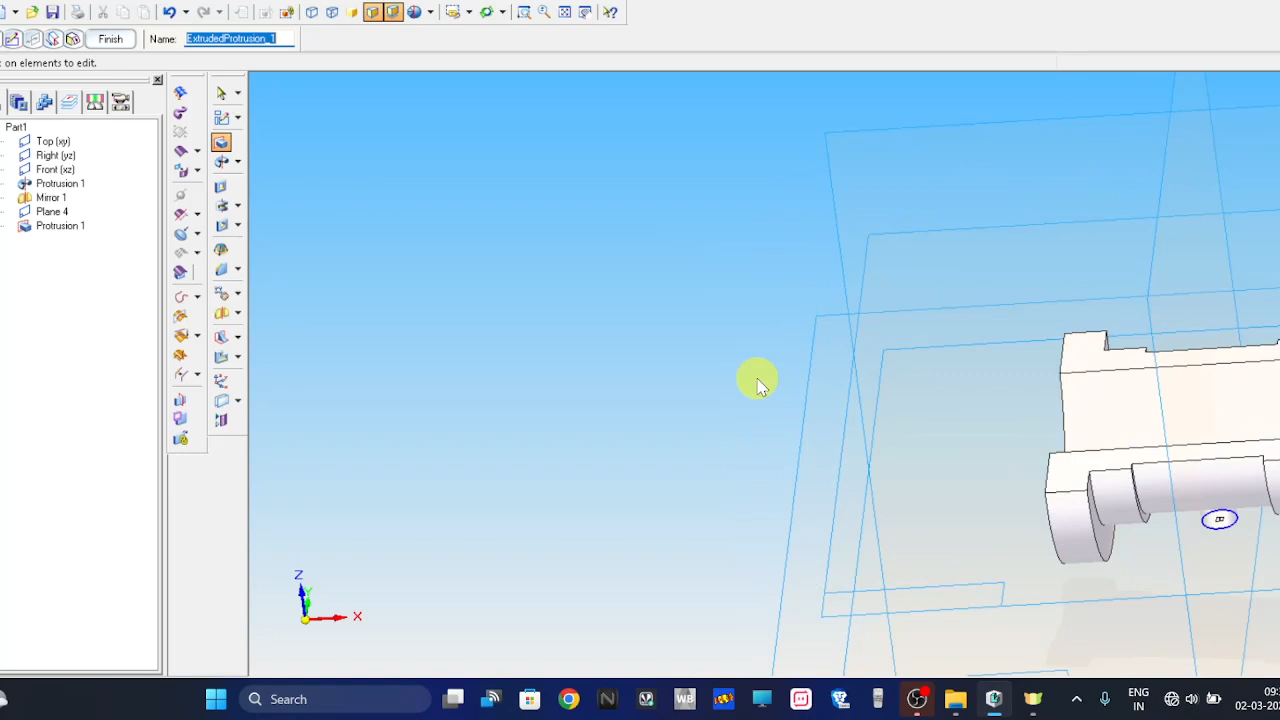 Finish
Name:
ExtrudedProtrusion_1
on elements to edit.
Part1
Top (xy)
Right (yz)
Front (xz)
Protrusion 1
Mirror 1
Plane 4
Protrusion 1
Z
Y
X
Search
N
WB
ENG
IN
02-03-20